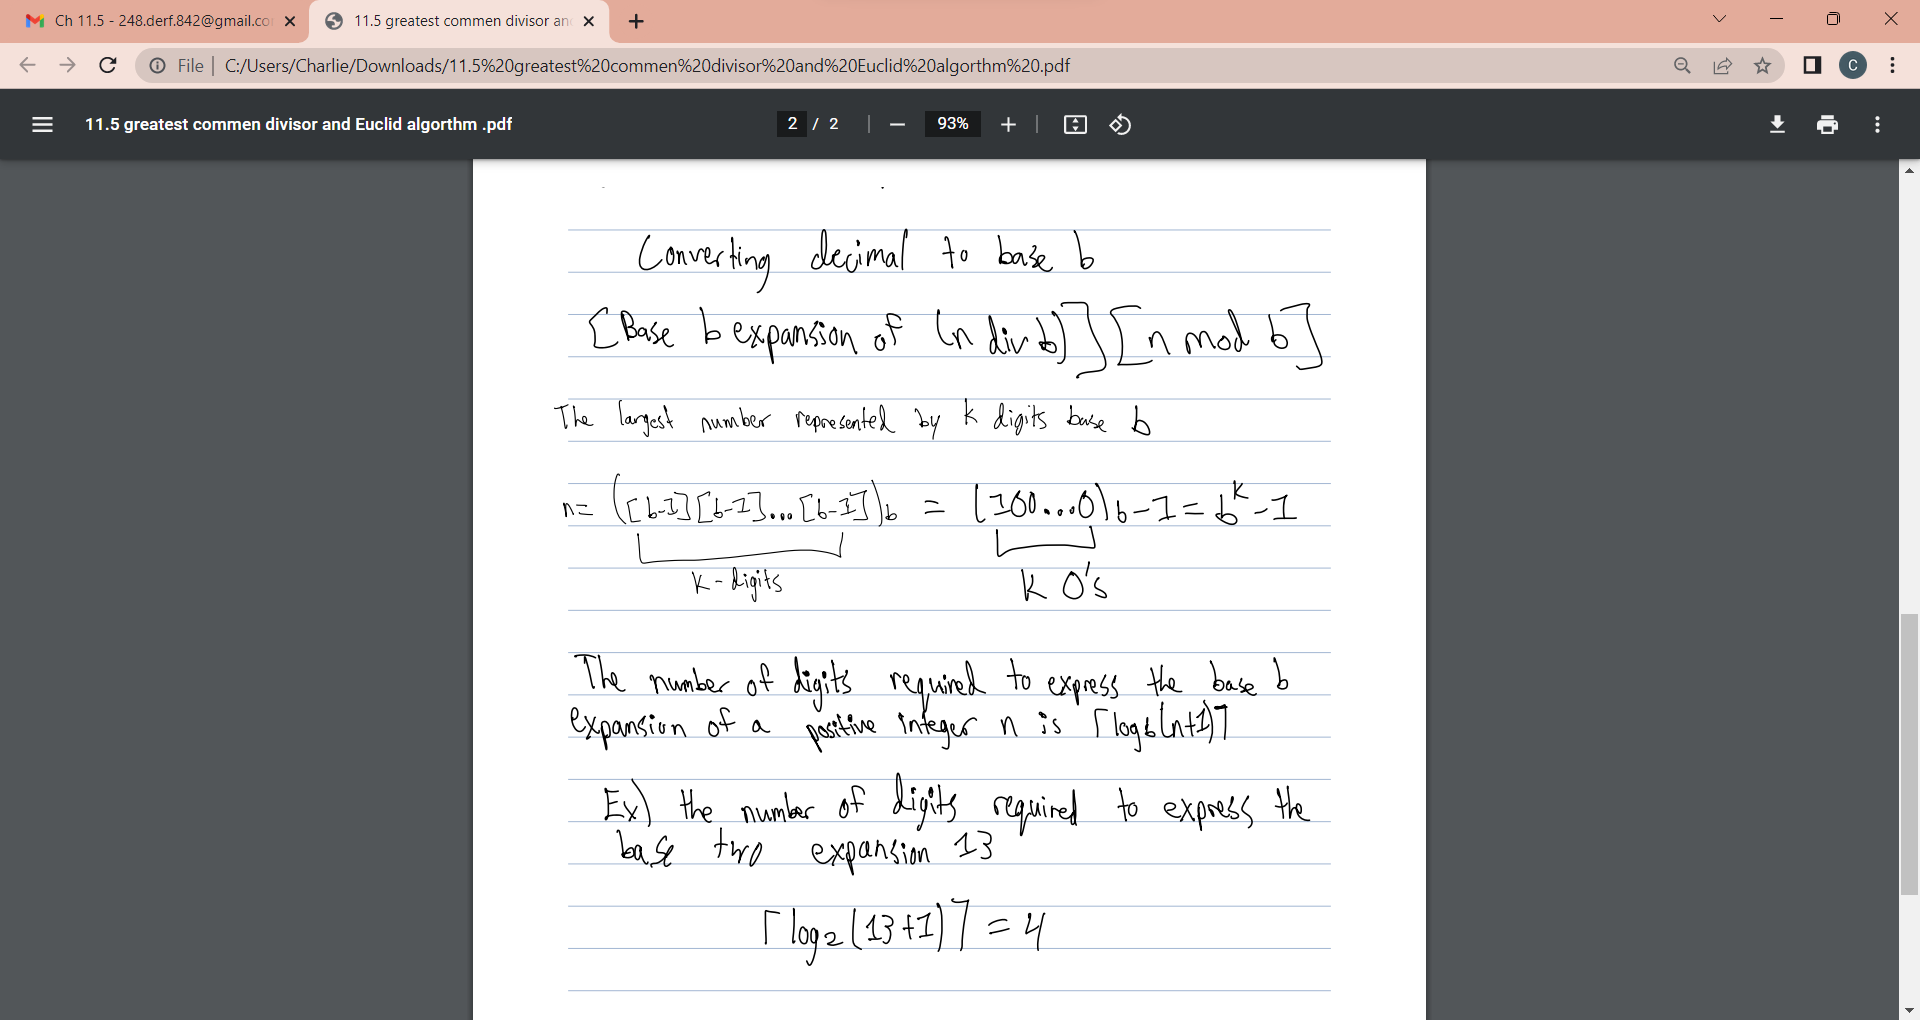 Ch 11.5 - 248.derf.842@gmail.co
11.5 greatest commen divisor an
File | C:/Users/Charlie/Downloads/11.5%20greatest%20commen%20divisor%20and%20Euclid%20algorthm%20.pdf
C
11.5 greatest commen divisor and Euclid algorthm .pdf
2 / 2
93%
Converting decimal to base b
[Base b expansion of (n div b)] [n mod b]
The largest number represented by k digits base b
n = ([b-1][b-1]...[b-1])b = (100...0)b - 1 = b^k - 1
k-digits
k 0's
The number of digits required to express the base b
expansion of a positive integer n is ⌈log b(n+1)⌉
Ex) the number of digits required to express the
base two expansion 13
⌈log₂(13+1)⌉ = 4